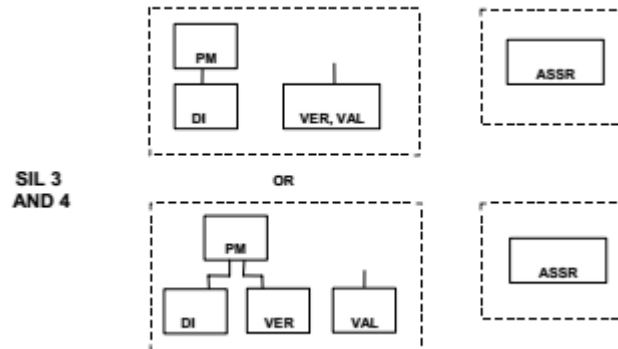 PM
ASSR
DI
VER, VAL
SIL 3
AND 4
OR
PM
ASSR
DI
VER
VAL